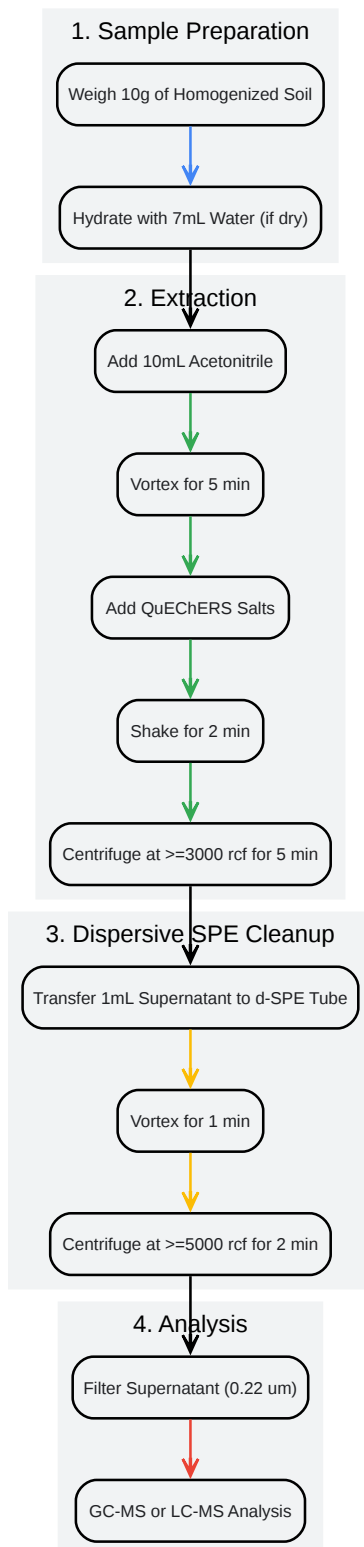 1. Sample Preparation
Weigh 10g of Homogenized Soil
Hydrate with 7mL Water (if dry)
2. Extraction
Add 10mL Acetonitrile
Vortex for 5 min
Add QuEChERS Salts
Shake for 2 min
Centrifuge at >=3000 rcf for 5 min
3. Dispersive SPE Cleanup
Transfer 1mL Supernatant to d-SPE Tube
Vortex for 1 min
Centrifuge at >=5000 rcf for 2 min
4. Analysis
Filter Supernatant (0.22 um)
GC-MS or LC-MS Analysis